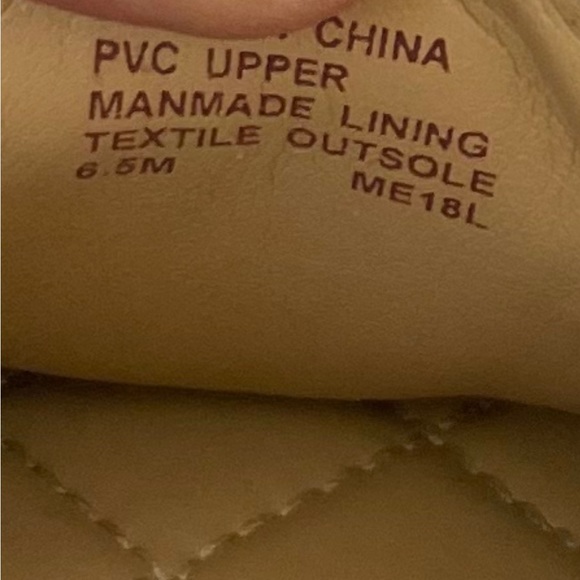 CHINA
PVC UPPER
MANMADE LINING
TEXTILE OUTSOLE
6.5M ME18L